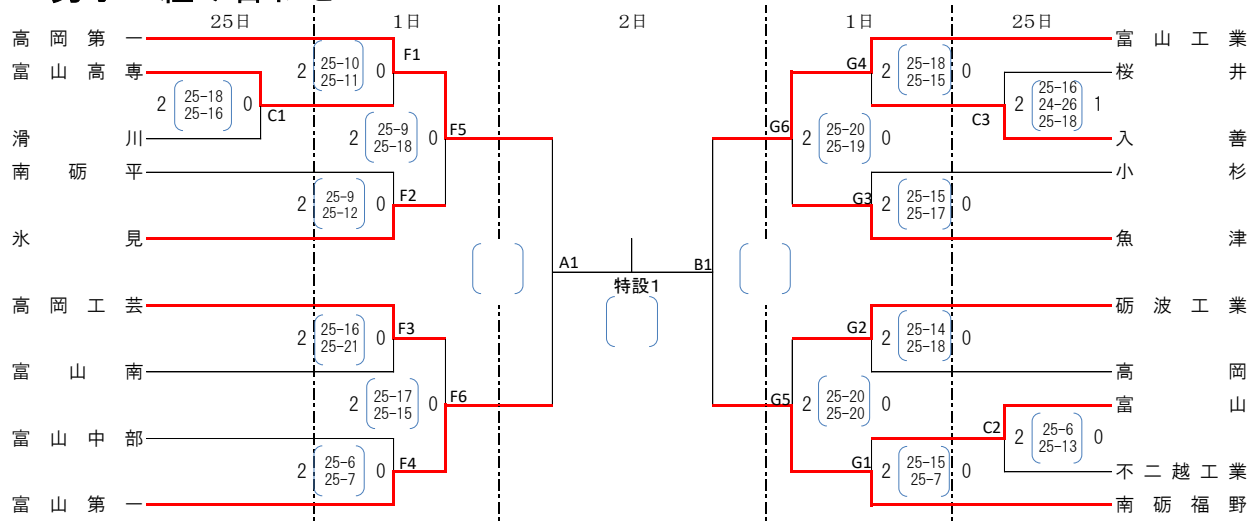 25日 1日 2日 1日 25日
高岡第一
富山高専
滑川
南砺平
氷見
高岡工芸
富山南
富山中部
富山第一
2 25-18 0
25-16
C1
2 25-10 0
25-11
F1
2 25-9 0
25-12
F2
2 25-16 0
25-21
F3
2 25-6 0
25-7
F4
2 25-9 0
25-18
F5
2 25-17 0
25-15
F6
A1
特設1
B1
G6
2 25-20 0
25-19
G5
2 25-20 0
25-20
G4
2 25-18 0
25-15
G3
2 25-15 0
25-17
G2
2 25-14 0
25-18
G1
2 25-15 0
25-7
C3
2 25-16 1
24-26
25-18
C2
2 25-6 0
25-13
富山工業
桜井
入善
小杉
魚津
砺波工業
高岡
富山
不二越工業
南砺福野